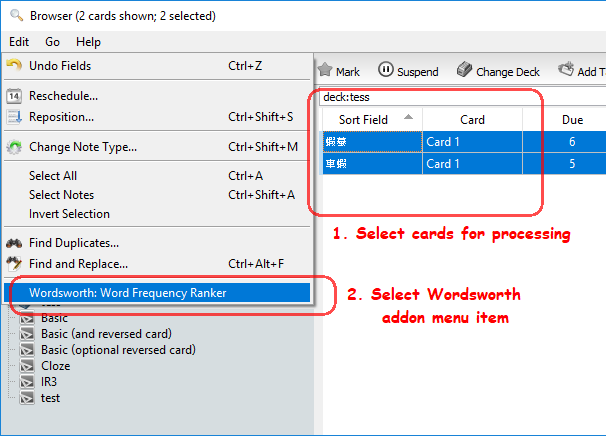 Browser (2 cards shown; 2 selected)
Edit Go Help
Undo Fields Ctrl+Z
Reschedule...
Reposition... Ctrl+Shift+S
Change Note Type... Ctrl+Shift+M
Select All Ctrl+A
Select Notes Ctrl+Shift+A
Invert Selection
Find Duplicates...
Find and Replace... Ctrl+Alt+F
Wordsworth: Word Frequency Ranker
Basic
Basic (and reversed card)
Basic (optional reversed card)
Cloze
IR3
test
Mark Suspend Change Deck Add T
deck:tess
Sort Field Card Due
蝦蟇 Card 1 6
車蝦 Card 1 5
1. Select cards for processing
2. Select Wordsworth
addon menu item